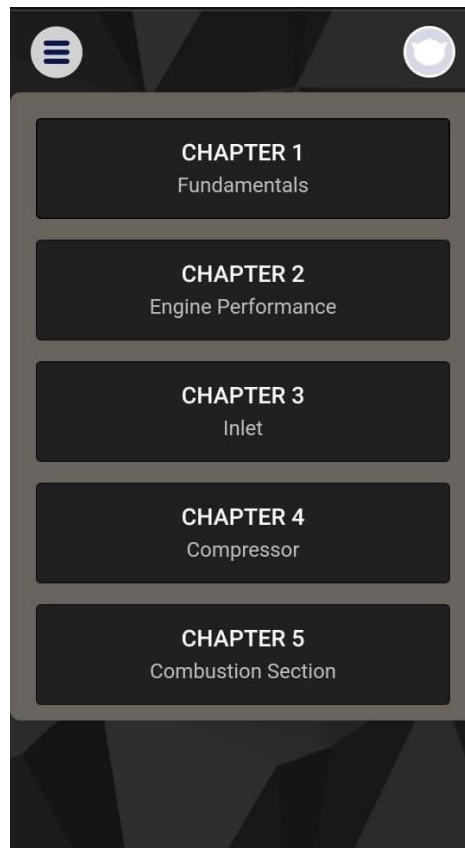 CHAPTER 1
Fundamentals
CHAPTER 2
Engine Performance
CHAPTER 3
Inlet
CHAPTER 4
Compressor
CHAPTER 5
Combustion Section